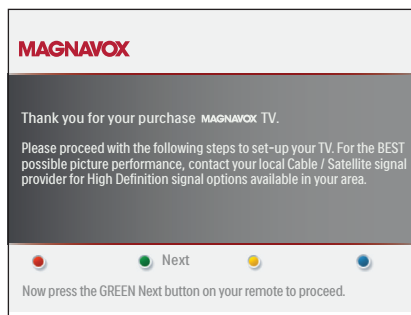 MAGNAVOX
Thank you for your purchase MAGNAVOX TV.
Please proceed with the following steps to set-up your TV. For the BEST
possible picture performance, contact your local Cable / Satellite signal
provider for High Definition signal options available in your area.
Next
Now press the GREEN Next button on your remote to proceed.